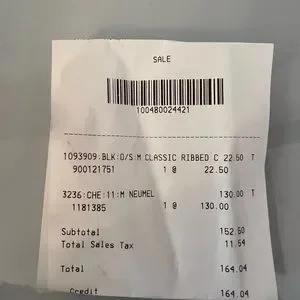 SALE
100480024421
1093909:BLK:O/S:M CLASSIC RIBBED C 22.50 T
900121751 1 @ 22.50
3236:CHE:11:M NEUMEL 130.00 T
1181385 1 @ 130.00
Subtotal 152.50
Total Sales Tax 11.54
Total 164.04
Credit 164.04